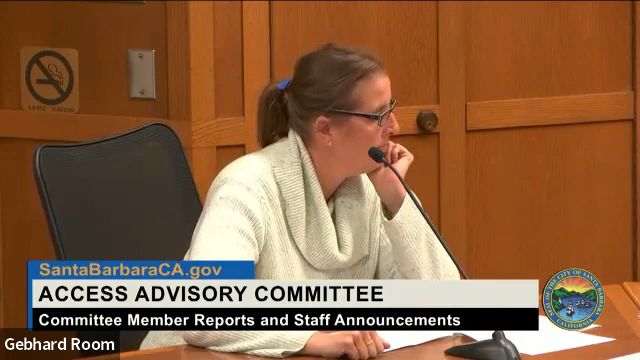 SantaBarbaraCA.gov
ACCESS ADVISORY COMMITTEE
Committee Member Reports and Staff Announcements
Gebhard Room